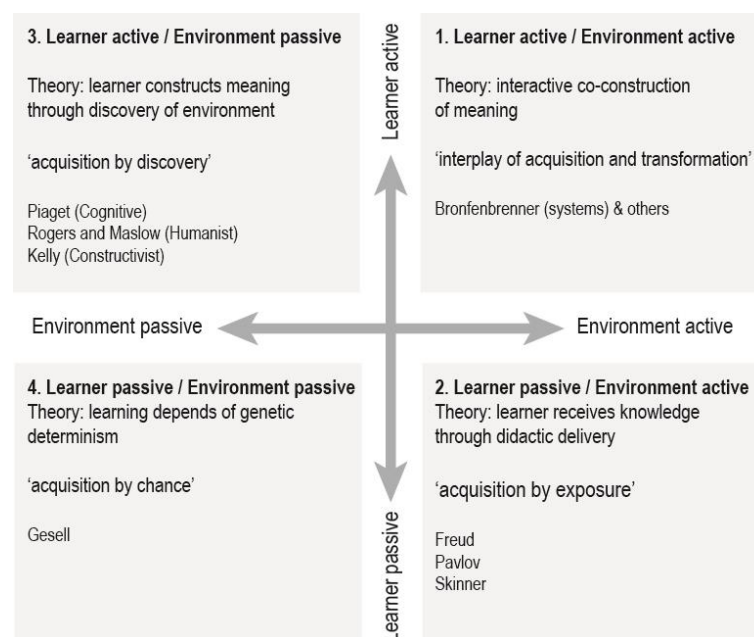 3. Learner active / Environment passive
Theory: learner constructs meaning
through discovery of environment
‘acquisition by discovery’
Piaget (Cognitive)
Rogers and Maslow (Humanist)
Kelly (Constructivist)
Learner active
1. Learner active / Environment active
Theory: interactive co-construction
of meaning
‘interplay of acquisition and transformation’
Bronfenbrenner (systems) & others
Environment passive
Environment active
4. Learner passive / Environment passive
Theory: learning depends of genetic
determinism
‘acquisition by chance’
Gesell
Learner passive
2. Learner passive / Environment active
Theory: learner receives knowledge
through didactic delivery
‘acquisition by exposure’
Freud
Pavlov
Skinner